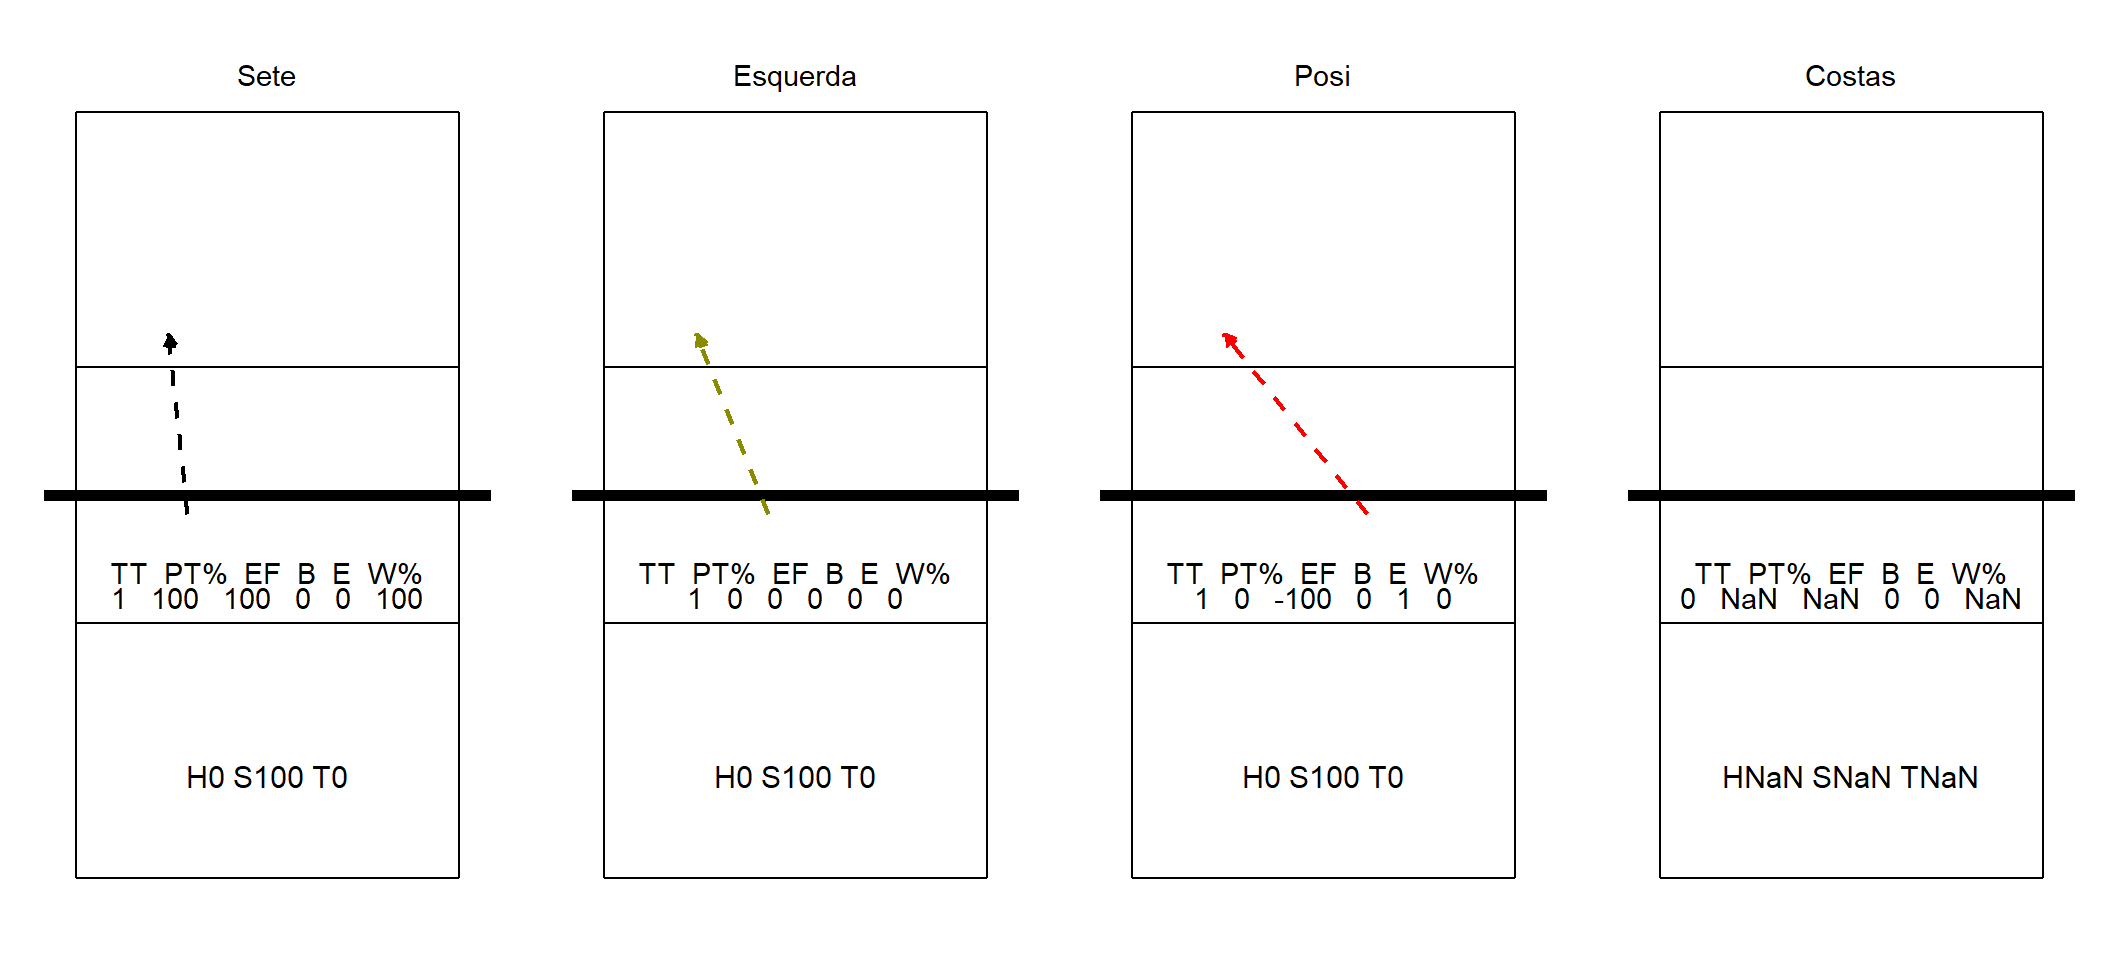 Sete
TT PT% EF B E W%
1 100 100 0 0 100
H0 S100 T0
Esquerda
TT PT% EF B E W%
1 0 0 0 0 0
H0 S100 T0
Posi
TT PT% EF B E W%
1 0 -100 0 1 0
H0 S100 T0
Costas
TT PT% EF B E W%
0 NaN NaN 0 0 NaN
HNaN SNaN TNaN